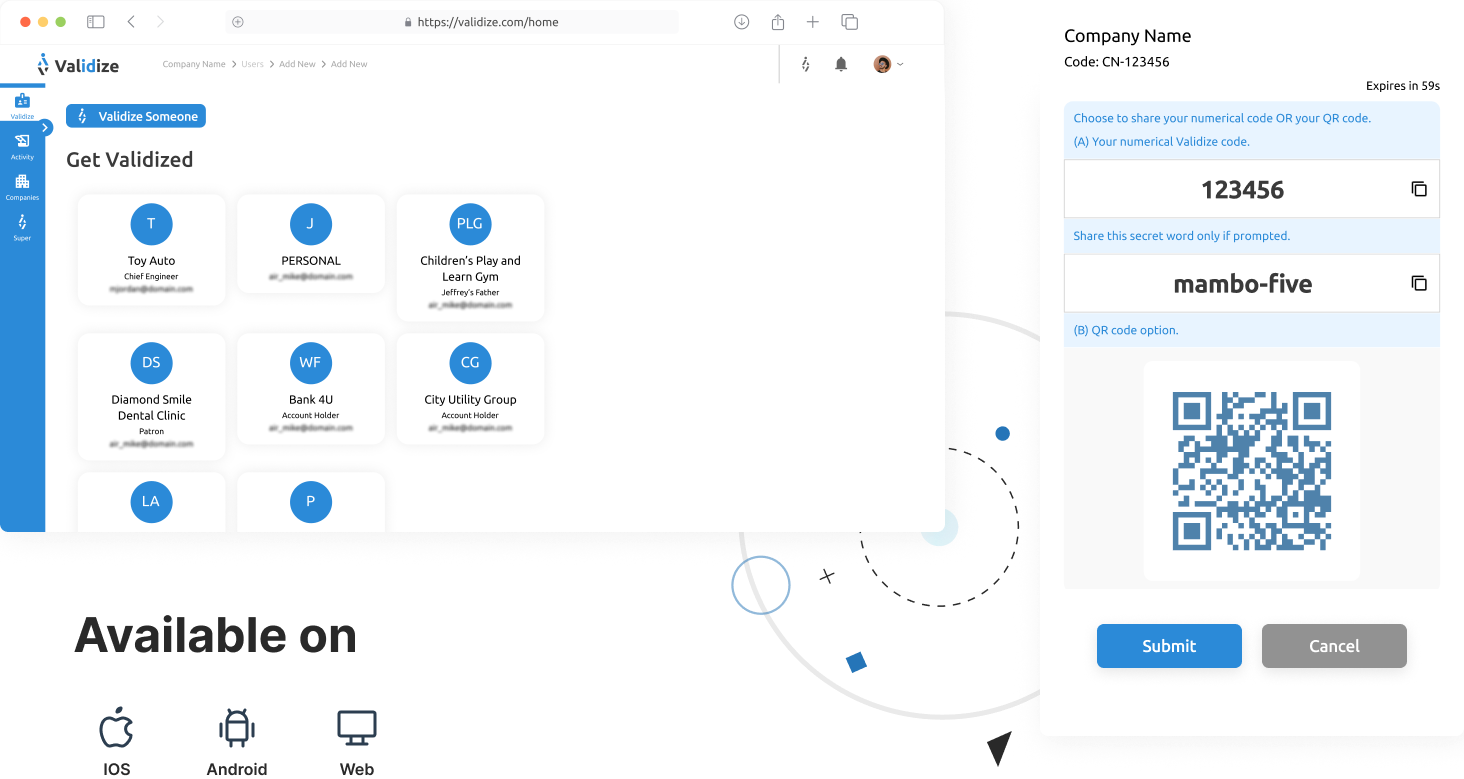 https://validize.com/home
Validize
Company Name > Users > Add New > Add New
Validize
Activity
Companies
Super
Validize Someone
Get Validized
T
Toy Auto
Chief Engineer
mjordan@domain.com
J
PERSONAL
air_mike@domain.com
PLG
Children's Play and
Learn Gym
Jeffrey's Father
air_mike@domain.com
DS
Diamond Smile
Dental Clinic
Patron
air_mike@domain.com
WF
Bank 4U
Account Holder
air_mike@domain.com
CG
City Utility Group
Account Holder
air_mike@domain.com
LA
P
Company Name
Code: CN-123456
Expires in 59s
Choose to share your numerical code OR your QR code.
(A) Your numerical Validize code.
123456
Share this secret word only if prompted.
mambo-five
(B) QR code option.
Submit
Cancel
Available on
IOS
Android
Web